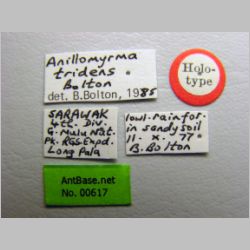 Anillomyrma
tridens.
Bolton
det. B.Bolton, 1985
Holo-
type
SARAWAK
4th. Div.
G. Mulu Nat.
Pk. RGS Expd.
Long Pala
lowl. rainfor.
in sandy soil
11. x. 77
B. Bolton
AntBase.net
No. 00617